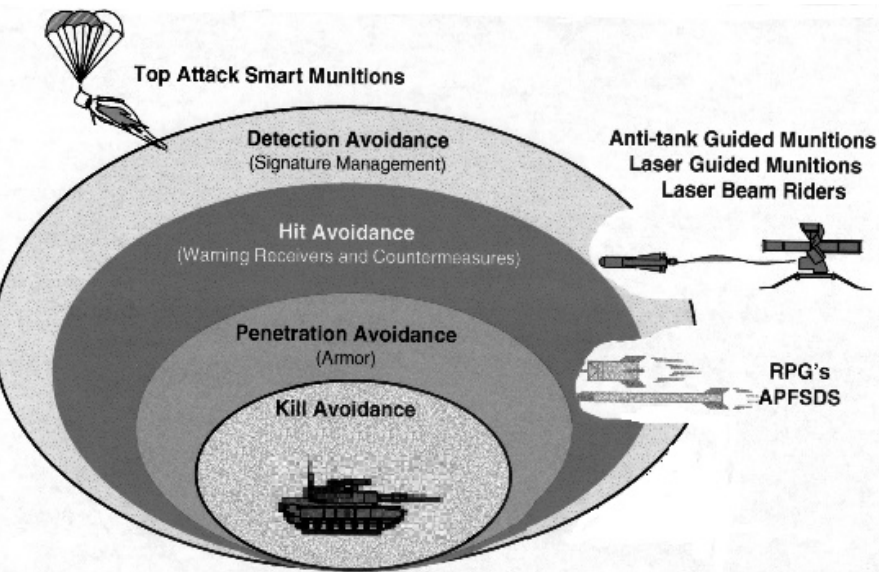 Top Attack Smart Munitions
Detection Avoidance
(Signature Management)
Anti-tank Guided Munitions
Laser Guided Munitions
Laser Beam Riders
Hit Avoidance
(Warning Receivers and Countermeasures)
Penetration Avoidance
(Armor)
RPG's
APFSDS
Kill Avoidance